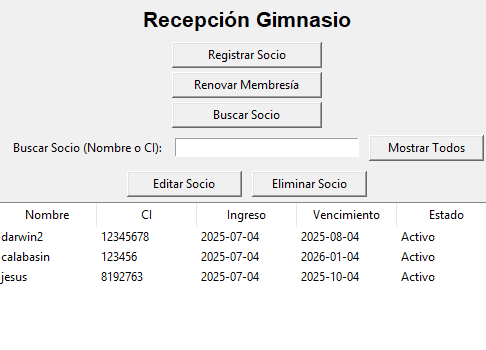 Recepción Gimnasio
Registrar Socio
Renovar Membresía
Buscar Socio
Buscar Socio (Nombre o CI): Mostrar Todos
Editar Socio Eliminar Socio
Nombre CI Ingreso Vencimiento Estado
darwin2 12345678 2025-07-04 2025-08-04 Activo
calabasin 123456 2025-07-04 2026-01-04 Activo
jesus 8192763 2025-07-04 2025-10-04 Activo